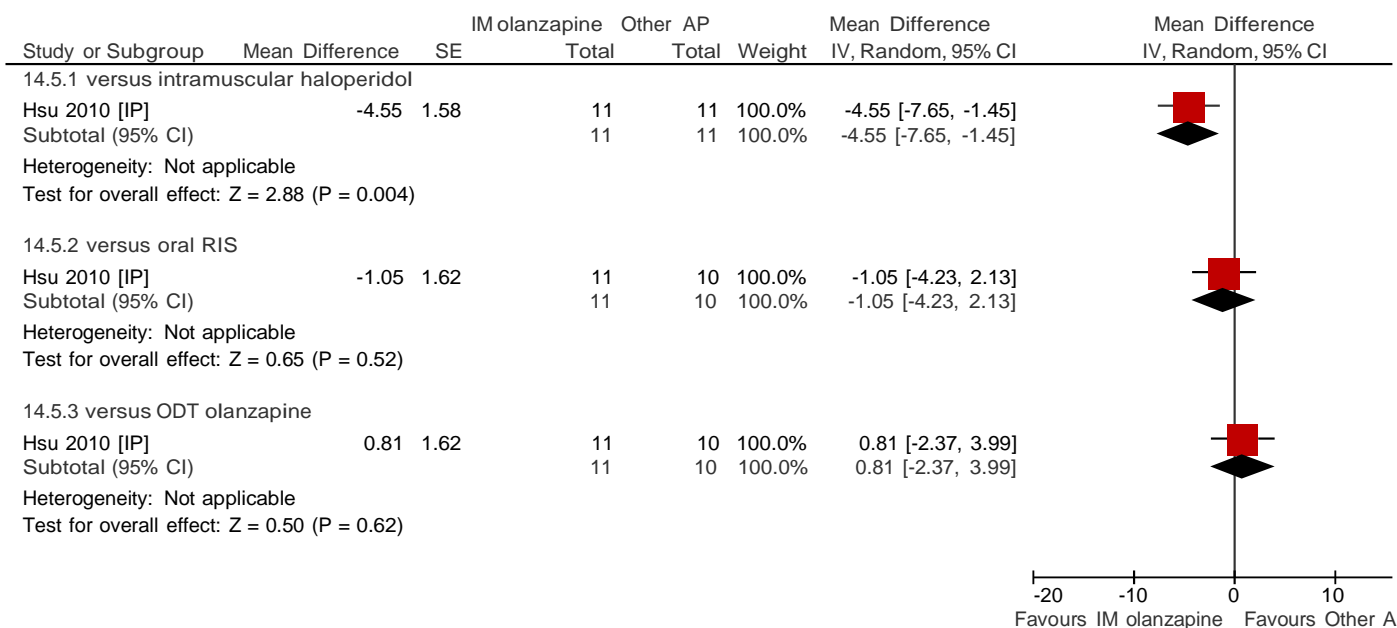 IM olanzapine Other AP Mean Difference Mean Difference
Study or Subgroup Mean Difference SE Total Total Weight IV, Random, 95% CI IV, Random, 95% CI
14.5.1 versus intramuscular haloperidol
Hsu 2010 [IP] -4.55 1.58 11 11 100.0% -4.55 [-7.65, -1.45]
Subtotal (95% CI) 11 11 100.0% -4.55 [-7.65, -1.45]
Heterogeneity: Not applicable
Test for overall effect: Z = 2.88 (P = 0.004)
14.5.2 versus oral RIS
Hsu 2010 [IP] -1.05 1.62 11 10 100.0% -1.05 [-4.23, 2.13]
Subtotal (95% CI) 11 10 100.0% -1.05 [-4.23, 2.13]
Heterogeneity: Not applicable
Test for overall effect: Z = 0.65 (P = 0.52)
14.5.3 versus ODT olanzapine
Hsu 2010 [IP] 0.81 1.62 11 10 100.0% 0.81 [-2.37, 3.99]
Subtotal (95% CI) 11 10 100.0% 0.81 [-2.37, 3.99]
Heterogeneity: Not applicable
Test for overall effect: Z = 0.50 (P = 0.62)
-20 -10 0 10
Favours IM olanzapine Favours Other A